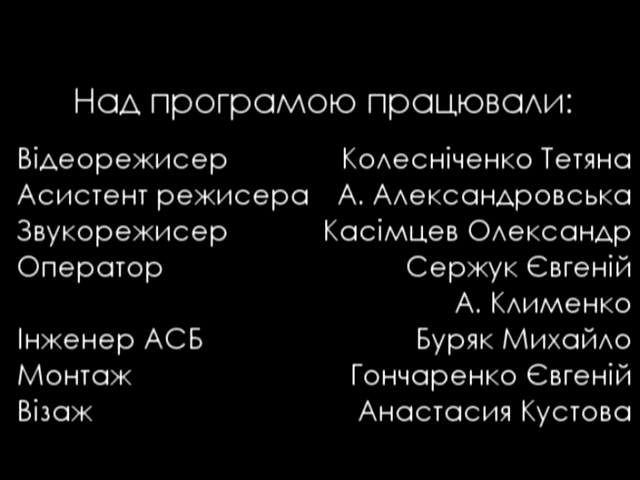 Над програмою працювали:
Відеорежисер Колесніченко Тетяна
Асистент режисера А. Александровська
Звукорежисер Касімцев Олександр
Оператор Сержук Євгеній
А. Клименко
Інженер АСБ Буряк Михайло
Монтаж Гончаренко Євгеній
Візаж Анастасия Кустова